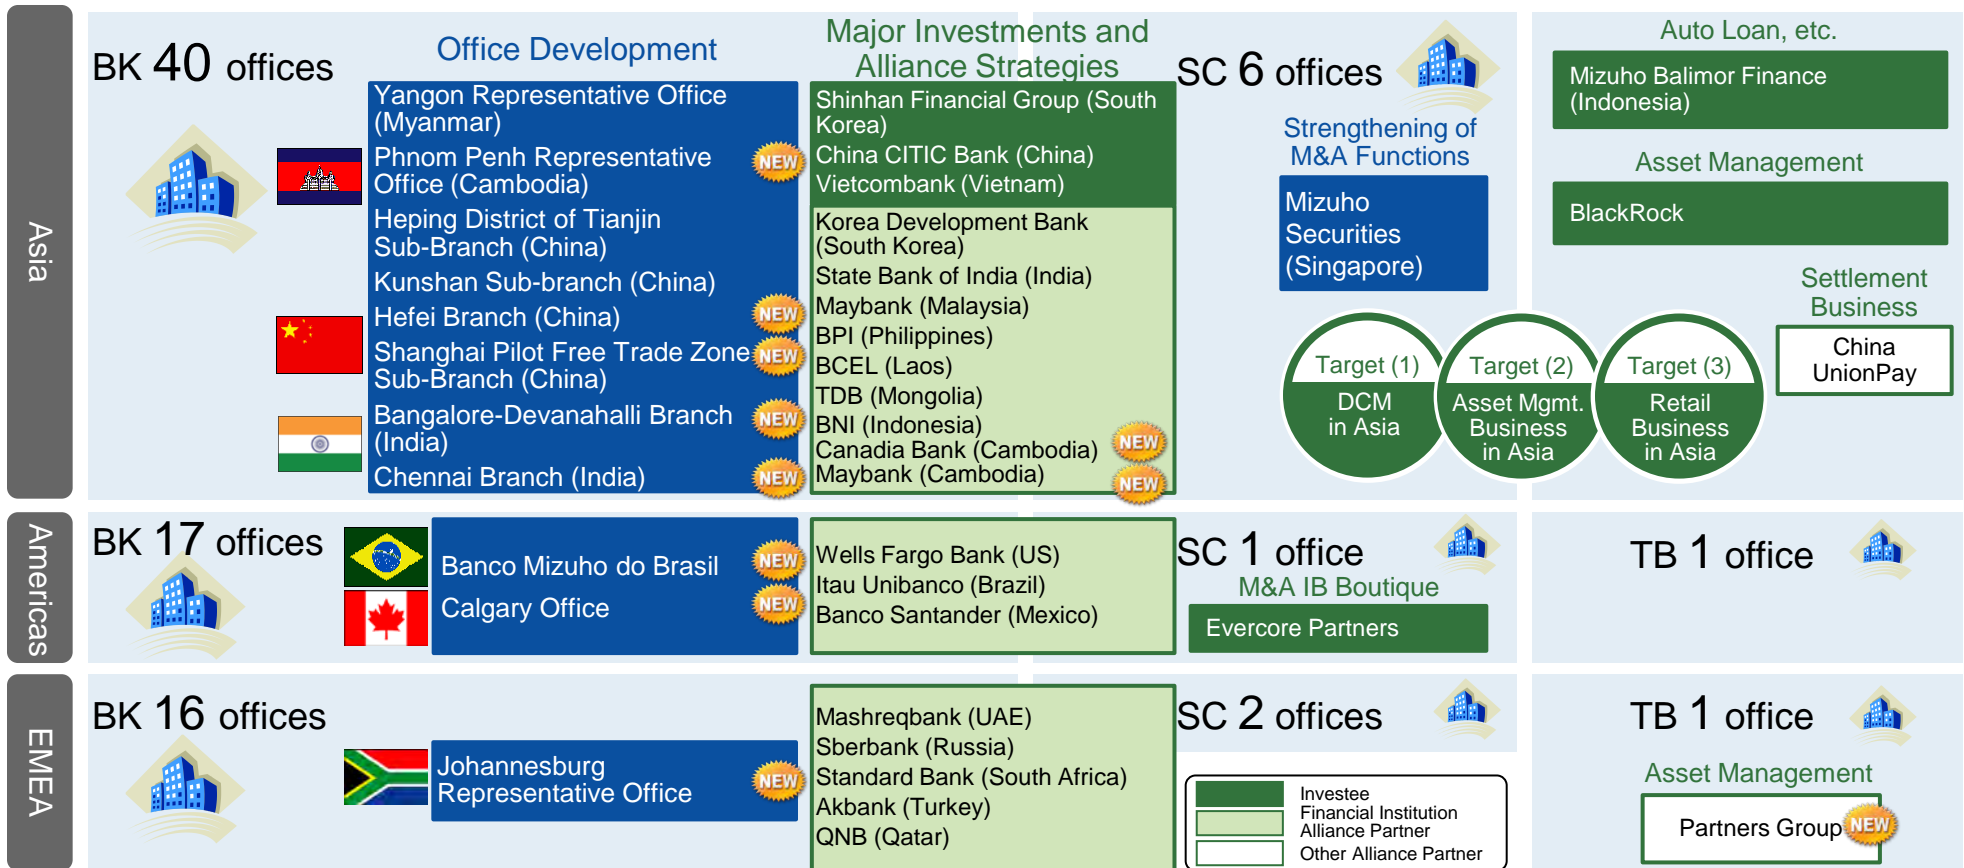 Asia
BK 40 offices
Office Development
Yangon Representative Office
(Myanmar)
Phnom Penh Representative
Office (Cambodia)
NEW
Heping District of Tianjin
Sub-Branch (China)
Kunshan Sub-branch (China)
Hefei Branch (China)
NEW
Shanghai Pilot Free Trade Zone
Sub-Branch (China)
NEW
Bangalore-Devanahalli Branch
(India)
NEW
Chennai Branch (India)
NEW
Major Investments and
Alliance Strategies
Shinhan Financial Group (South
Korea)
China CITIC Bank (China)
Vietcombank (Vietnam)
Korea Development Bank
(South Korea)
State Bank of India (India)
Maybank (Malaysia)
BPI (Philippines)
BCEL (Laos)
TDB (Mongolia)
BNI (Indonesia)
Canadia Bank (Cambodia)
NEW
Maybank (Cambodia)
NEW
SC 6 offices
Strengthening of
M&A Functions
Mizuho
Securities
(Singapore)
Auto Loan, etc.
Mizuho Balimor Finance
(Indonesia)
Asset Management
BlackRock
Settlement
Business
China
UnionPay
Target (1)
DCM
in Asia
Target (2)
Asset Mgmt.
Business
in Asia
Target (3)
Retail
Business
in Asia
Americas
BK 17 offices
Banco Mizuho do Brasil
NEW
Calgary Office
NEW
Wells Fargo Bank (US)
Itau Unibanco (Brazil)
Banco Santander (Mexico)
SC 1 office
M&A IB Boutique
Evercore Partners
TB 1 office
EMEA
BK 16 offices
Johannesburg
Representative Office
NEW
Mashreqbank (UAE)
Sberbank (Russia)
Standard Bank (South Africa)
Akbank (Turkey)
QNB (Qatar)
SC 2 offices
Investee
Financial Institution
Alliance Partner
Other Alliance Partner
TB 1 office
Asset Management
Partners Group
NEW